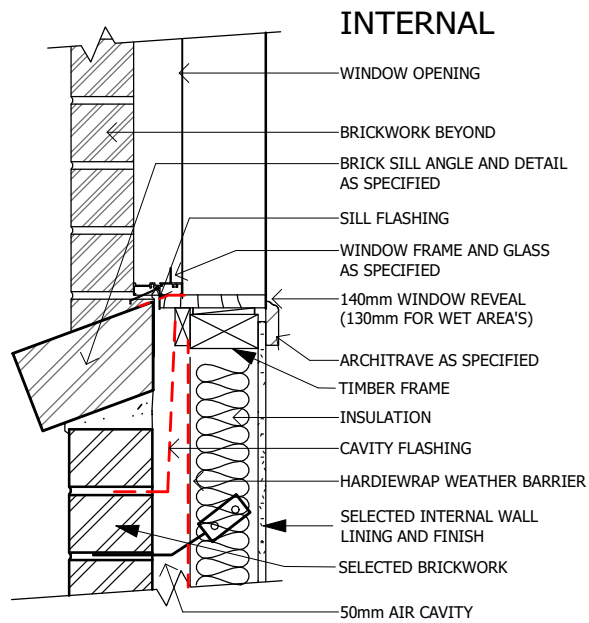 INTERNAL
WINDOW OPENING
BRICKWORK BEYOND
BRICK SILL ANGLE AND DETAIL
AS SPECIFIED
SILL FLASHING
WINDOW FRAME AND GLASS
AS SPECIFIED
140mm WINDOW REVEAL
(130mm FOR WET AREA'S)
ARCHITRAVE AS SPECIFIED
TIMBER FRAME
INSULATION
CAVITY FLASHING
HARDIEWRAP WEATHER BARRIER
SELECTED INTERNAL WALL
LINING AND FINISH
SELECTED BRICKWORK
50mm AIR CAVITY